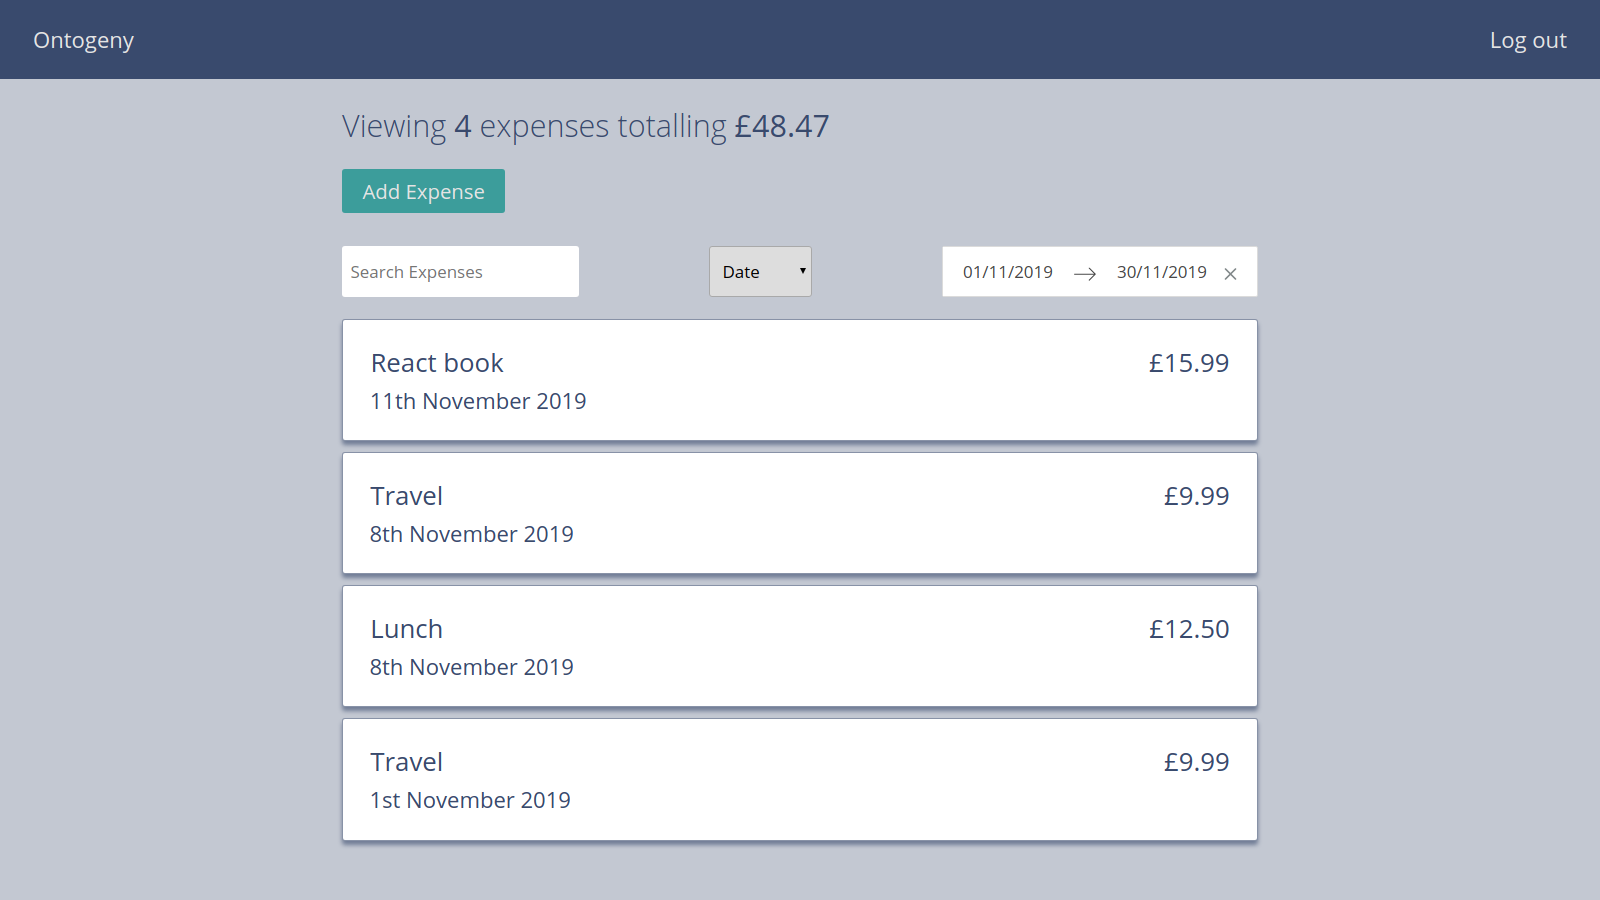 Ontogeny
Log out
Viewing 4 expenses totalling £48.47
Add Expense
Search Expenses
Date
01/11/2019 → 30/11/2019
React book
£15.99
11th November 2019
Travel
£9.99
8th November 2019
Lunch
£12.50
8th November 2019
Travel
£9.99
1st November 2019